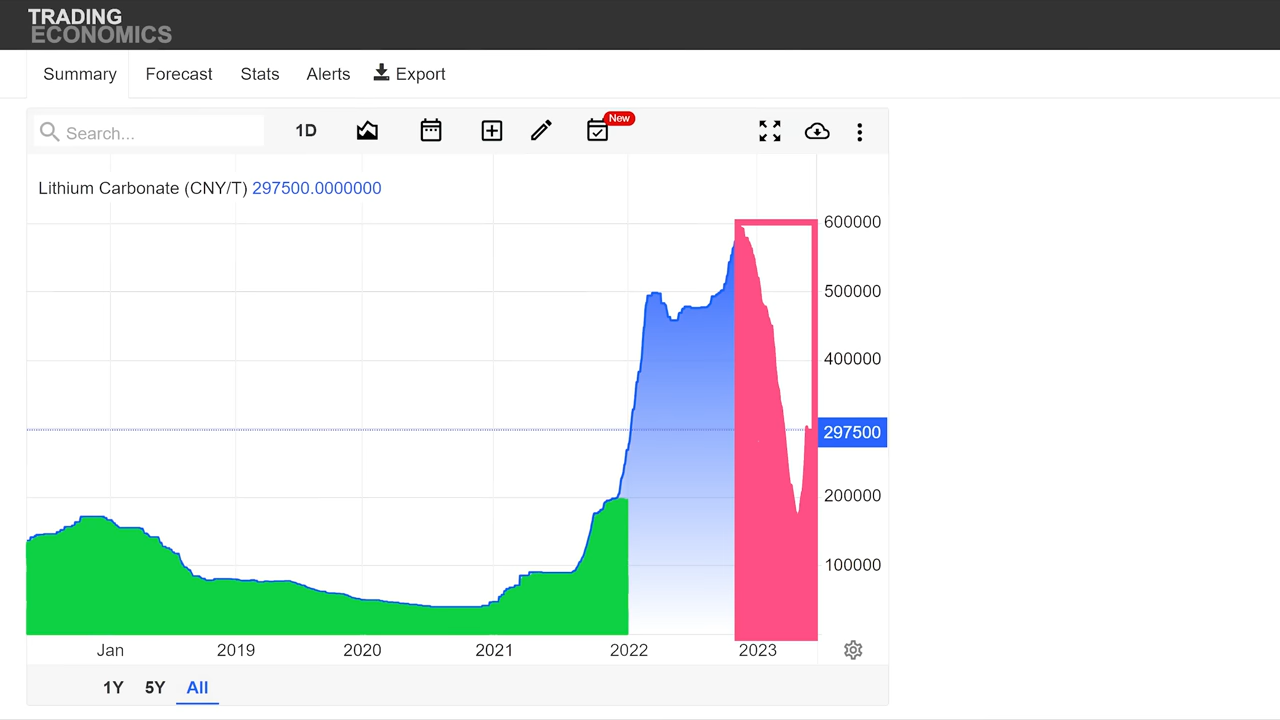 TRADING
ECONOMICS
Summary Forecast Stats Alerts Export
Search... 1D New
Lithium Carbonate (CNY/T) 297500.0000000
600000
500000
400000
297500
200000
100000
Jan 2019 2020 2021 2022 2023
1Y 5Y All